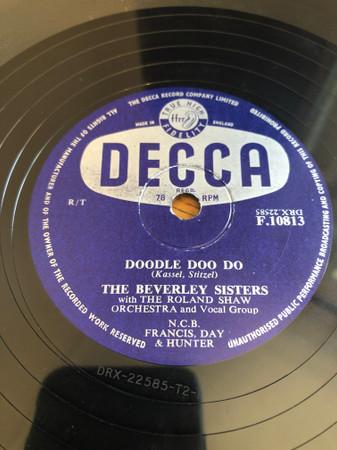 THE DECCA RECORD COMPANY LIMITED
ALL RIGHTS OF THE MANUFACTURER AND OF THE OWNER OF THE RECORDED WORK RESERVED
UNAUTHORISED PUBLIC PERFORMANCE BROADCASTING AND COPYING OF THIS RECORD PROHIBITED
TRUE HIGH
ffrr
FIDELITY
MADE IN ENGLAND
DECCA
REGD.
R/T
78 RPM
DRX.22585
F.10813
DOODLE DOO DO
(Kassel, Stitzel)
THE BEVERLEY SISTERS
with THE ROLAND SHAW
ORCHESTRA and Vocal Group
N.C.B.
FRANCIS, DAY
& HUNTER
DRX-22585-T2-